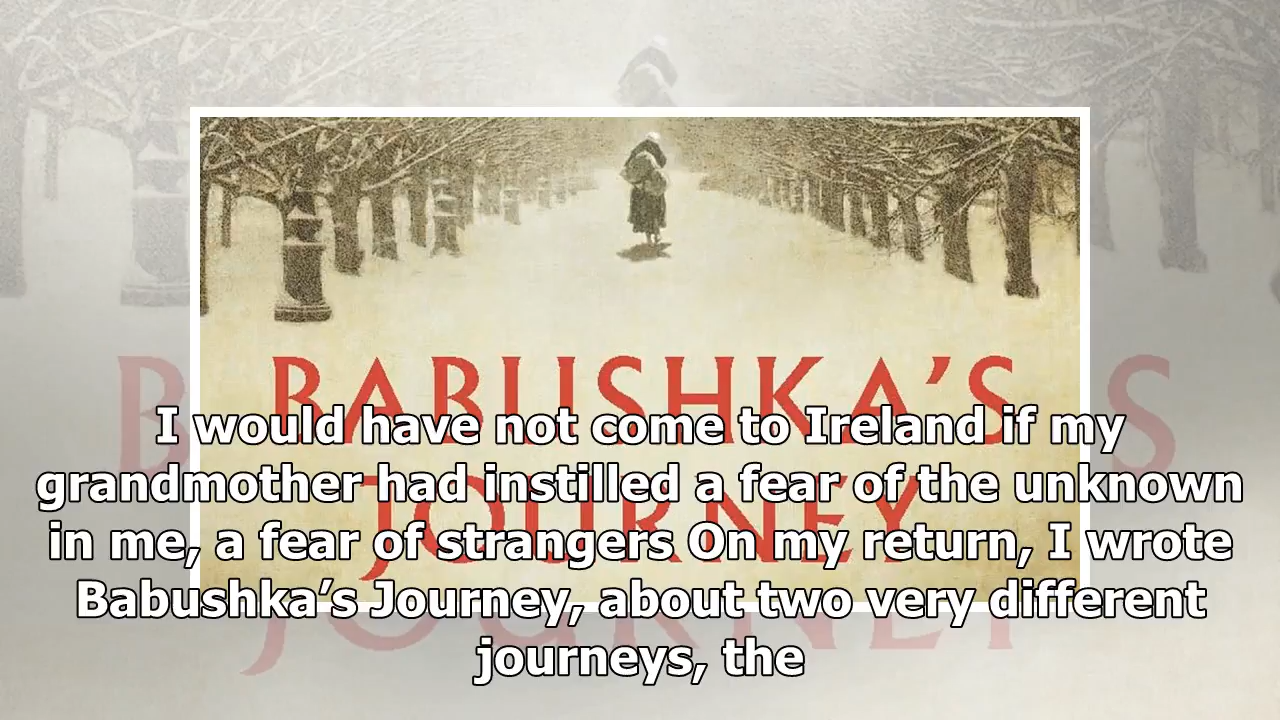 BABUSHKA’S
JOURNEY
I would have not come to Ireland if my
grandmother had instilled a fear of the unknown
in me, a fear of strangers On my return, I wrote
Babushka’s Journey, about two very different
journeys, the